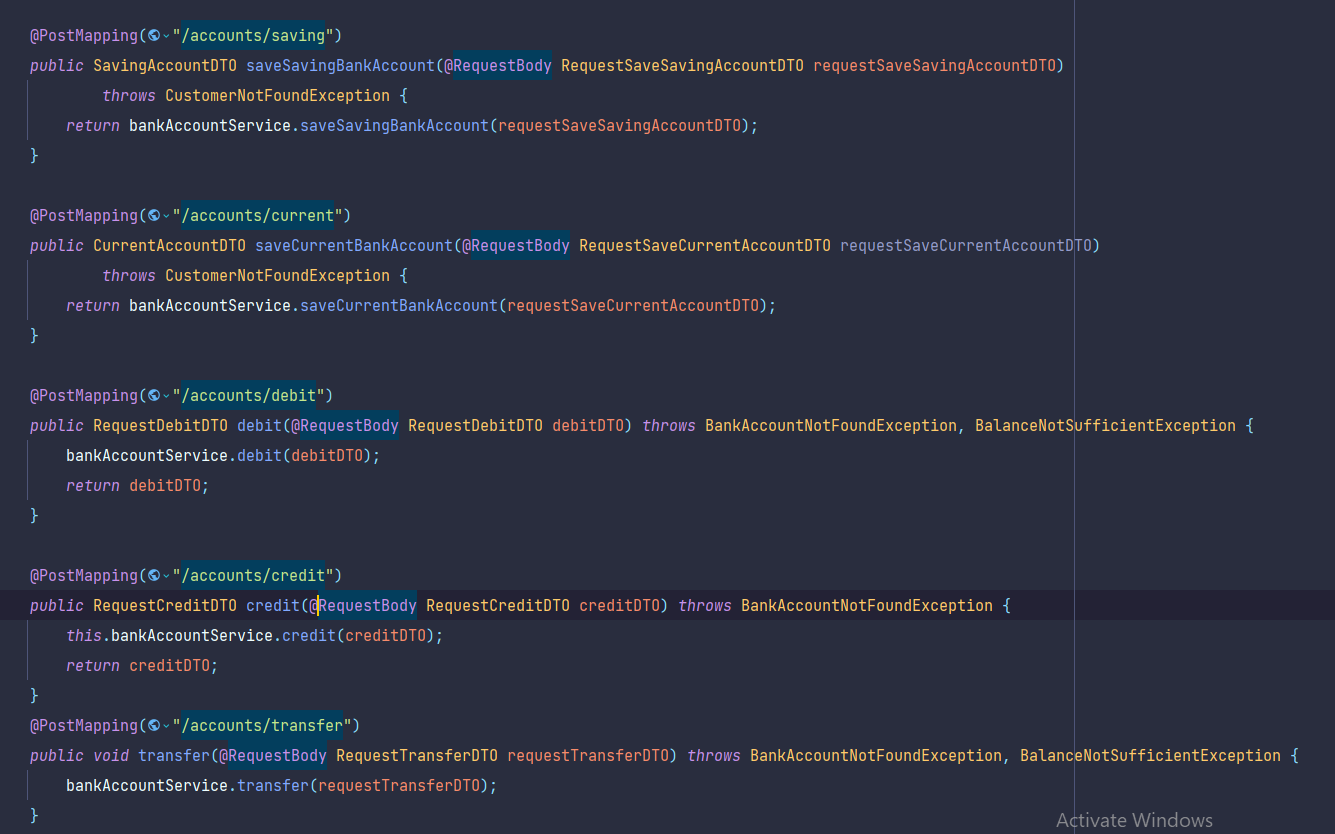 @PostMapping("/accounts/saving")
public SavingAccountDTO saveSavingBankAccount(@RequestBody RequestSaveSavingAccountDTO requestSaveSavingAccountDTO)
        throws CustomerNotFoundException {
    return bankAccountService.saveSavingBankAccount(requestSaveSavingAccountDTO);
}
@PostMapping("/accounts/current")
public CurrentAccountDTO saveCurrentBankAccount(@RequestBody RequestSaveCurrentAccountDTO requestSaveCurrentAccountDTO)
        throws CustomerNotFoundException {
    return bankAccountService.saveCurrentBankAccount(requestSaveCurrentAccountDTO);
}
@PostMapping("/accounts/debit")
public RequestDebitDTO debit(@RequestBody RequestDebitDTO debitDTO) throws BankAccountNotFoundException, BalanceNotSufficientException {
    bankAccountService.debit(debitDTO);
    return debitDTO;
}
@PostMapping("/accounts/credit")
public RequestCreditDTO credit(@RequestBody RequestCreditDTO creditDTO) throws BankAccountNotFoundException {
    this.bankAccountService.credit(creditDTO);
    return creditDTO;
}
@PostMapping("/accounts/transfer")
public void transfer(@RequestBody RequestTransferDTO requestTransferDTO) throws BankAccountNotFoundException, BalanceNotSufficientException {
    bankAccountService.transfer(requestTransferDTO);
}
Activate Windows